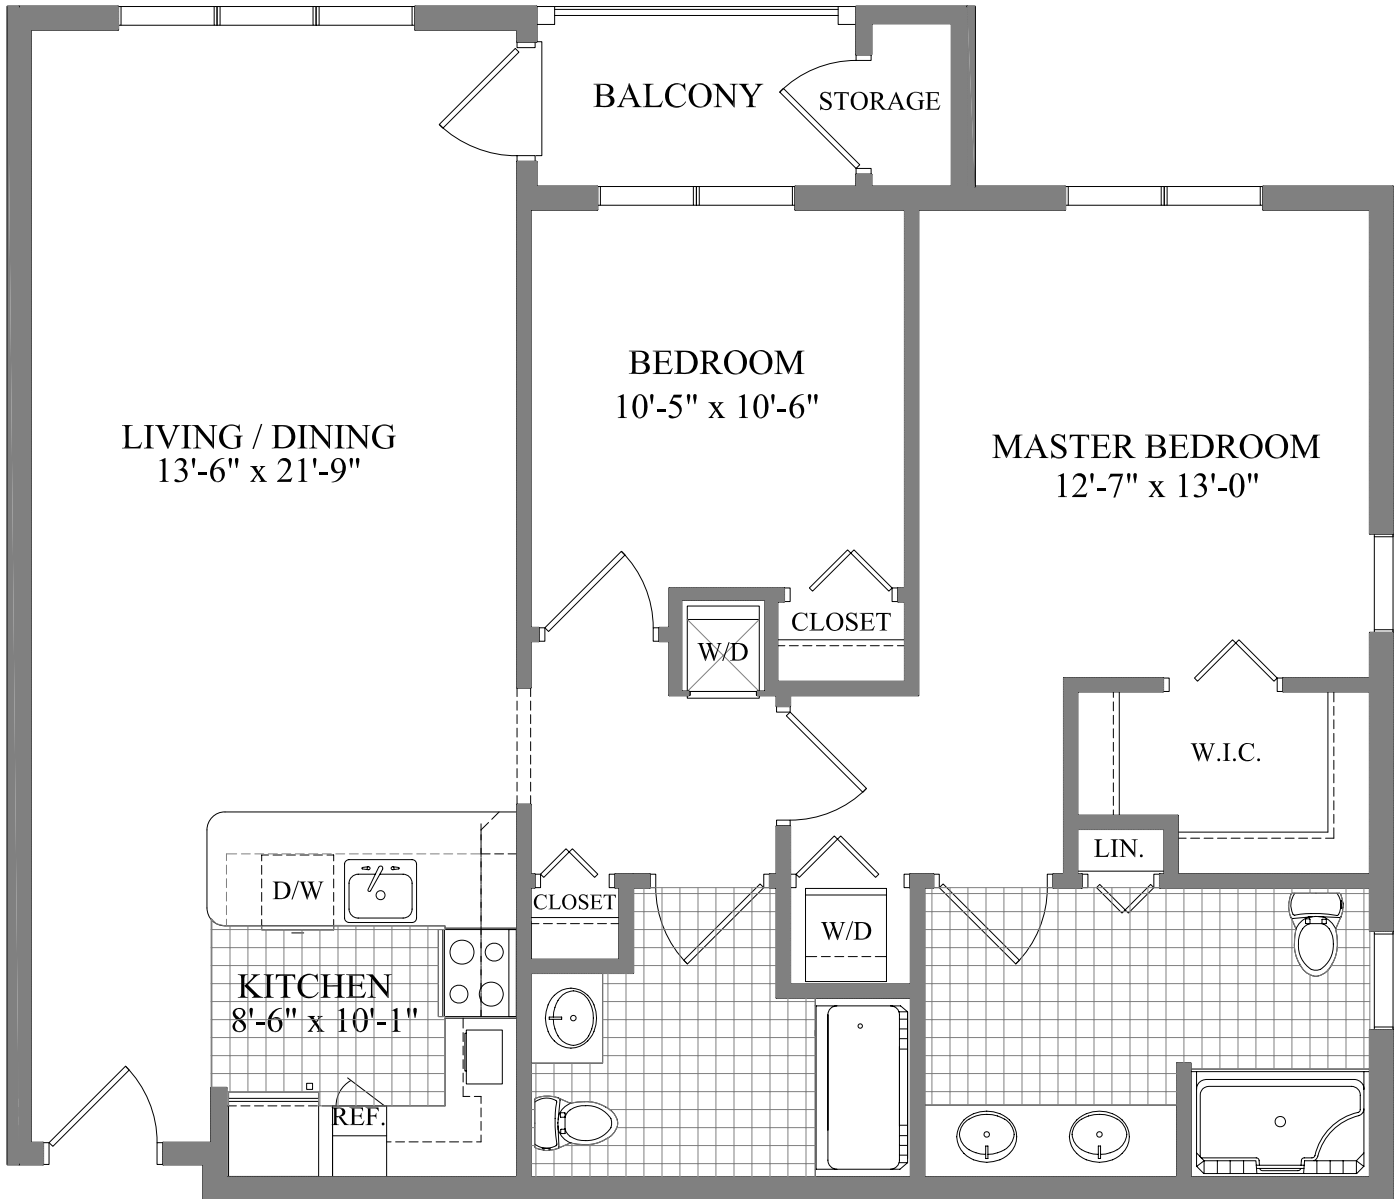 BALCONY
STORAGE
BEDROOM
10'-5" x 10'-6"
LIVING / DINING
13'-6" x 21'-9"
MASTER BEDROOM
12'-7" x 13'-0"
CLOSET
W/D
W.I.C.
LIN.
D/W
CLOSET
W/D
KITCHEN
8'-6" x 10'-1"
REF.